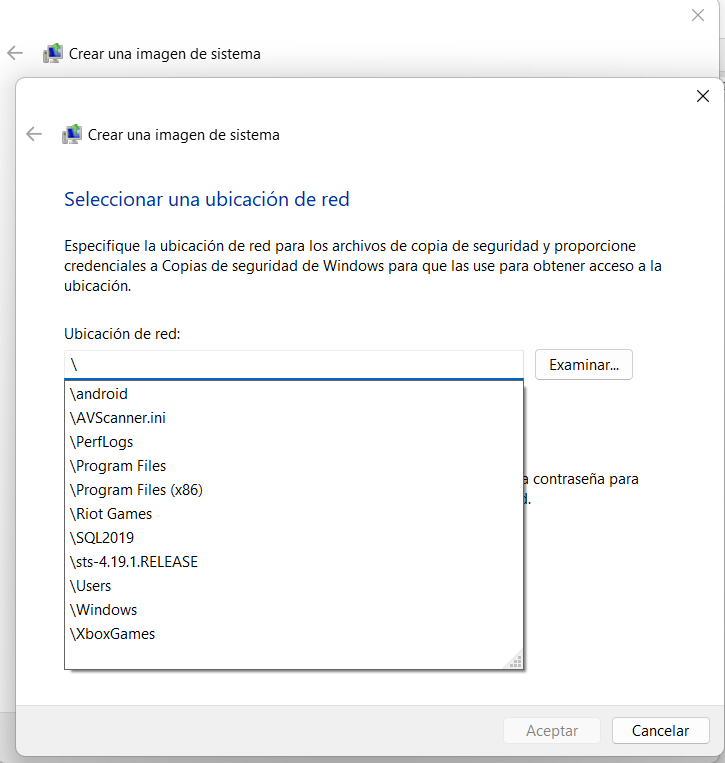 Crear una imagen de sistema
Crear una imagen de sistema
Seleccionar una ubicación de red
Especifique la ubicación de red para los archivos de copia de seguridad y proporcione
credenciales a Copias de seguridad de Windows para que las use para obtener acceso a la
ubicación.
Ubicación de red:
\
Examinar...
\android
\AVScanner.ini
\PerfLogs
\Program Files
\Program Files (x86)
contraseña para
\Riot Games
\SQL2019
\sts-4.19.1.RELEASE
\Users
\Windows
\XboxGames
Aceptar
Cancelar